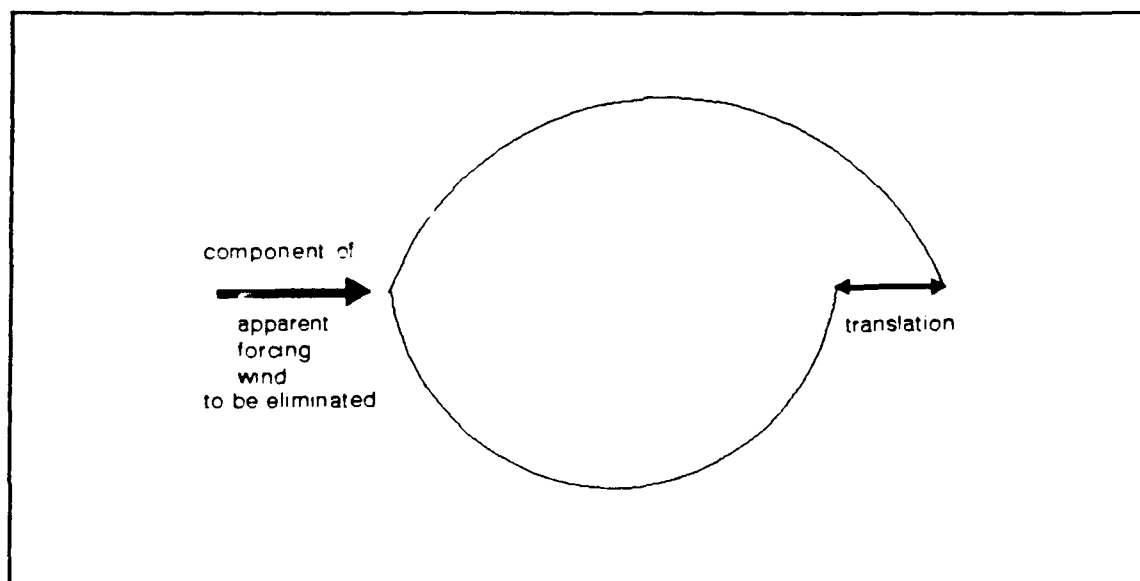 component of
apparent
forcing
wind
to be eliminated
translation